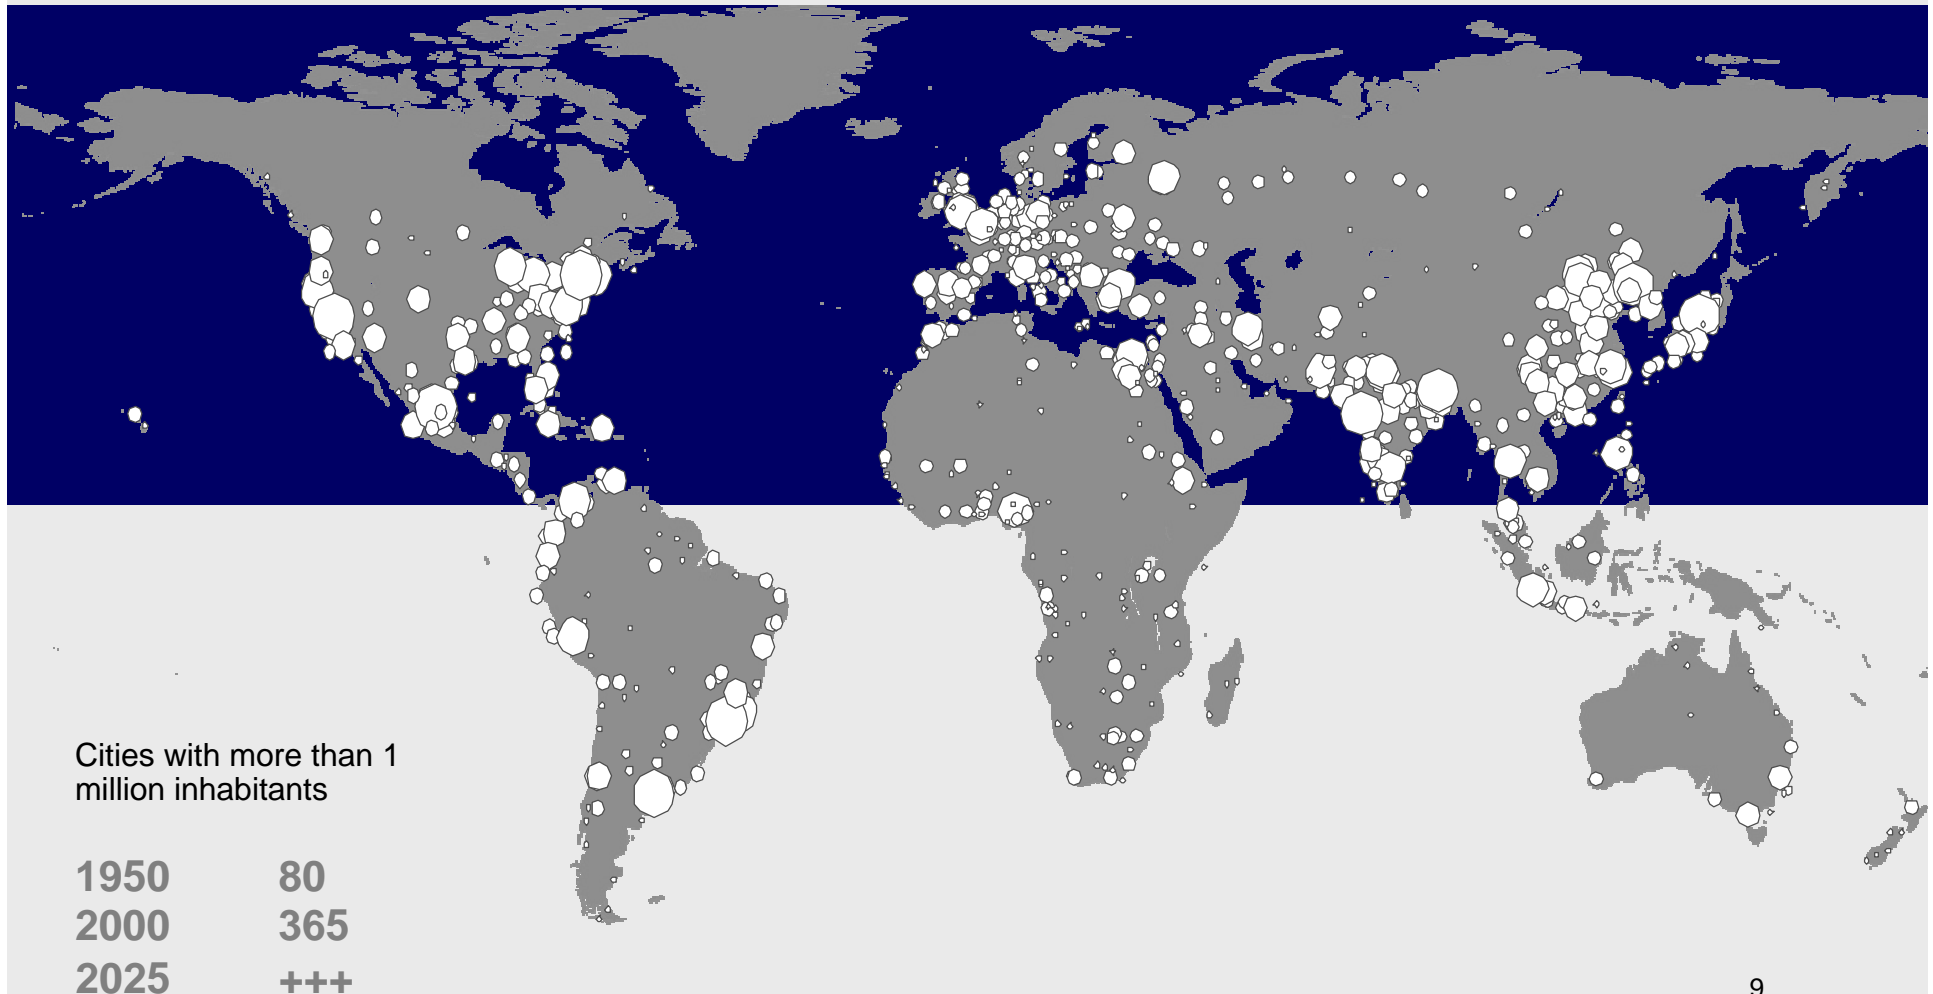 Cities with more than 1
million inhabitants
1950 80
2000 365
2025 +++
9